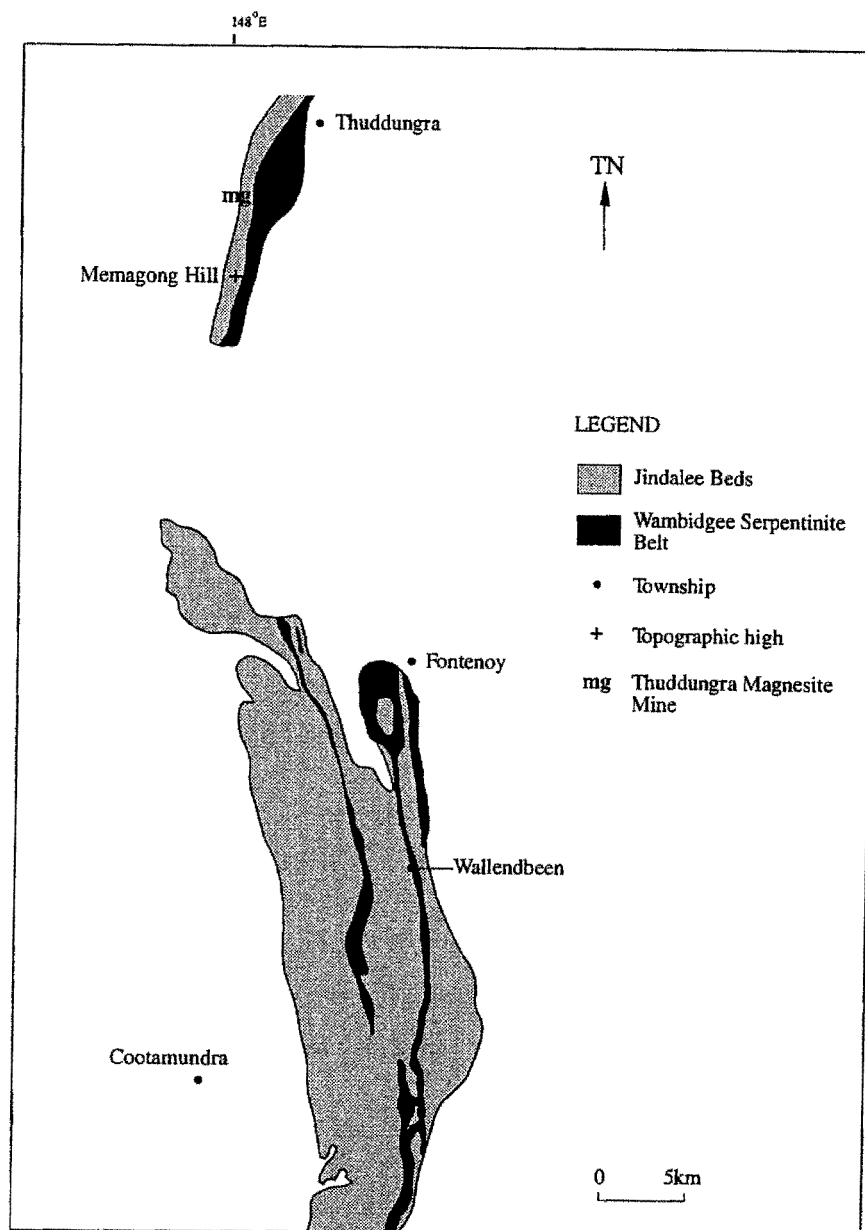 148°E
Thuddungra
TN
mg
Memagong Hill
LEGEND
Jindalee Beds
Wambidgee Serpentinite
Belt
Township
Fontenoy
Topographic high
mg Thuddungra Magnesite
Mine
Wallendbeen
Cootamundra
0 5km